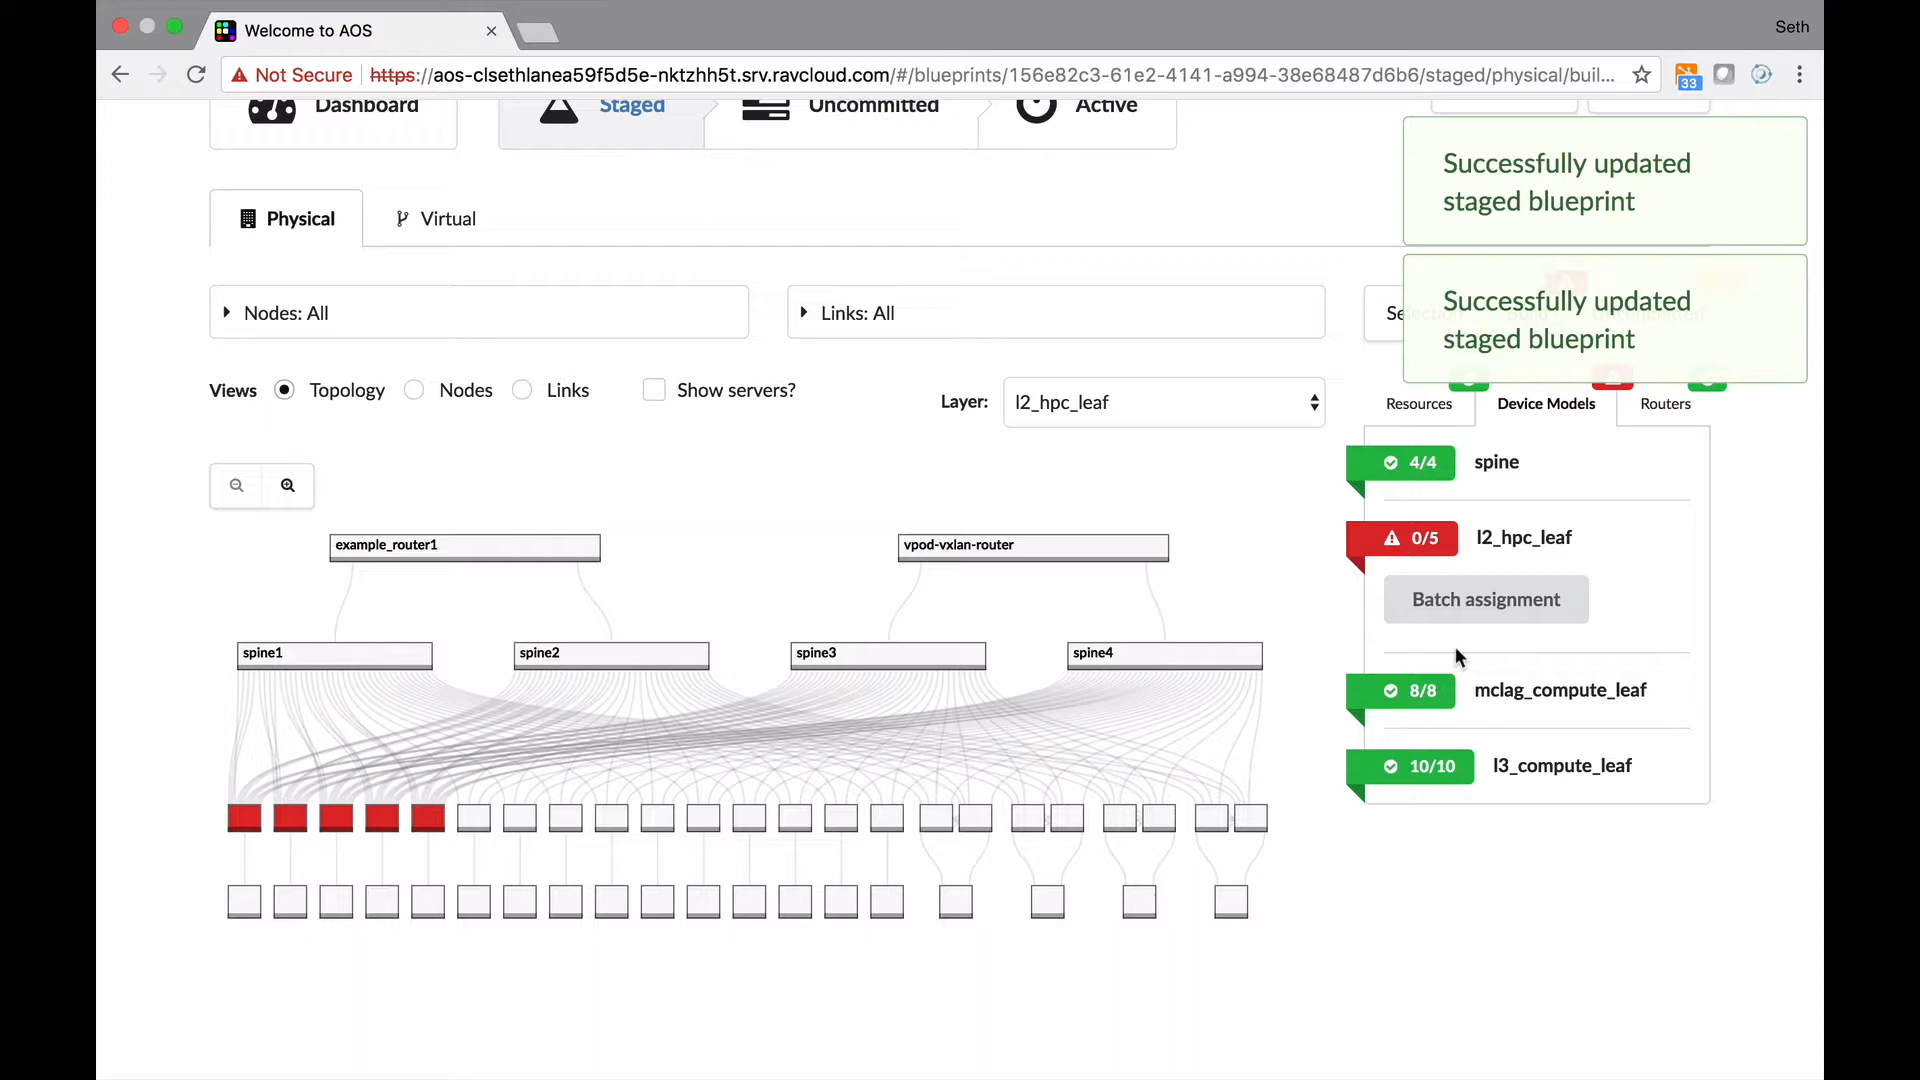 Welcome to AOS
Seth
Not Secure
https://aos-clsethlanea59f5d5e-nktzhh5t.srv.ravcloud.com/#/blueprints/156e82c3-61e2-4141-a994-38e68487d6b6/staged/physical/buil...
33
Dashboard
Staged
Uncommitted
Active
Successfully updated
staged blueprint
Physical
Virtual
Successfully updated
staged blueprint
Nodes: All
Links: All
Views
Topology
Nodes
Links
Show servers?
Layer:
l2_hpc_leaf
Resources
Device Models
Routers
4/4
spine
0/5
l2_hpc_leaf
Batch assignment
8/8
mclag_compute_leaf
10/10
l3_compute_leaf
example_router1
vpod-vxlan-router
spine1
spine2
spine3
spine4